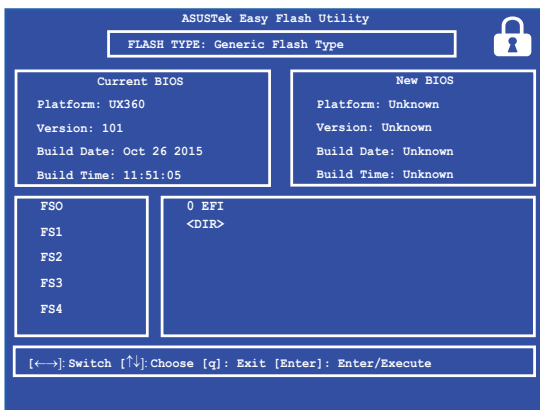 ASUSTek Easy Flash Utility
FLASH TYPE: Generic Flash Type
Current BIOS
Platform: UX360
Version: 101
Build Date: Oct 26 2015
Build Time: 11:51:05
New BIOS
Platform: Unknown
Version: Unknown
Build Date: Unknown
Build Time: Unknown
FSO
FS1
FS2
FS3
FS4
0 EFI
<DIR>
[←→]: Switch [↑↓]: Choose [q]: Exit [Enter]: Enter/Execute